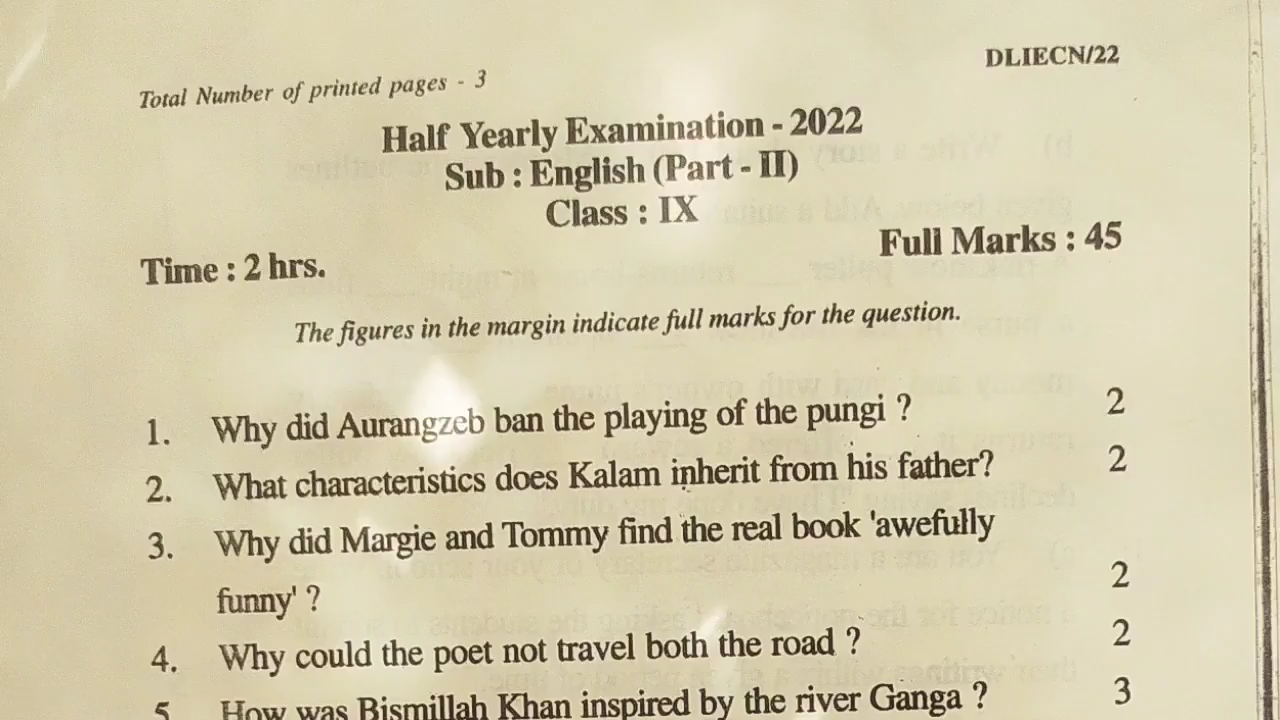 DLIECN/22
Total Number of printed pages - 3
Half Yearly Examination - 2022
Sub : English (Part - II)
Class : IX
Full Marks : 45
Time : 2 hrs.
The figures in the margin indicate full marks for the question.
1. Why did Aurangzeb ban the playing of the pungi ? 2
2. What characteristics does Kalam inherit from his father? 2
3. Why did Margie and Tommy find the real book 'awefully
funny' ? 2
4. Why could the poet not travel both the road ? 2
5. How was Bismillah Khan inspired by the river Ganga ? 3